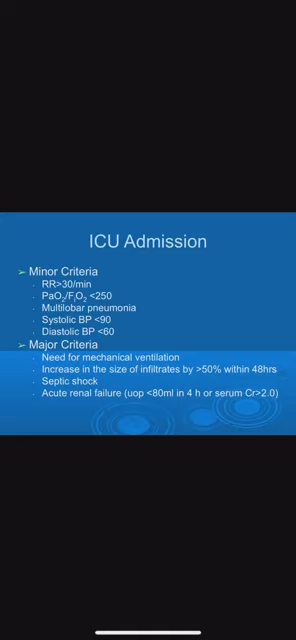 ICU Admission
➢ Minor Criteria
• RR>30/min
• PaO2/FiO2 <250
• Multilobar pneumonia
• Systolic BP <90
• Diastolic BP <60
➢ Major Criteria
• Need for mechanical ventilation
• Increase in the size of infiltrates by >50% within 48hrs
• Septic shock
• Acute renal failure (uop <80ml in 4 h or serum Cr>2.0)